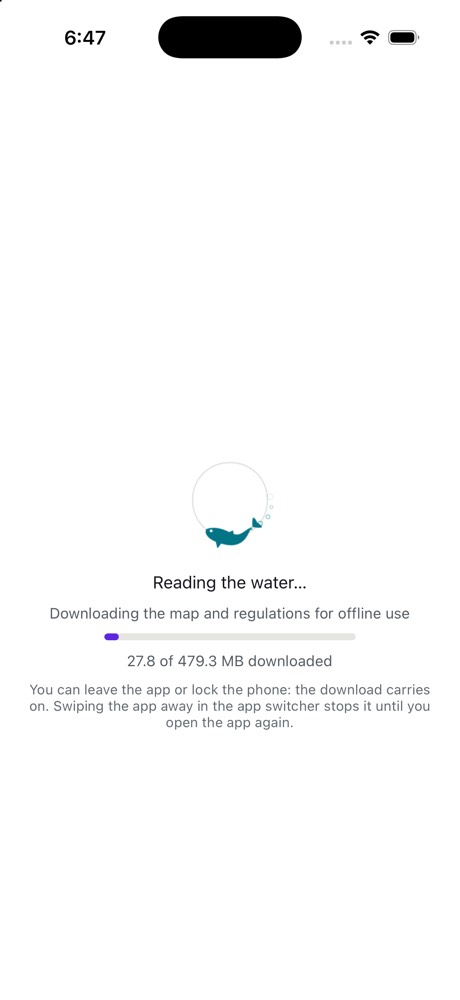 6:47
Reading the water...
Downloading the map and regulations for offline use
27.8 of 479.3 MB downloaded
You can leave the app or lock the phone: the download carries
on. Swiping the app away in the app switcher stops it until you
open the app again.